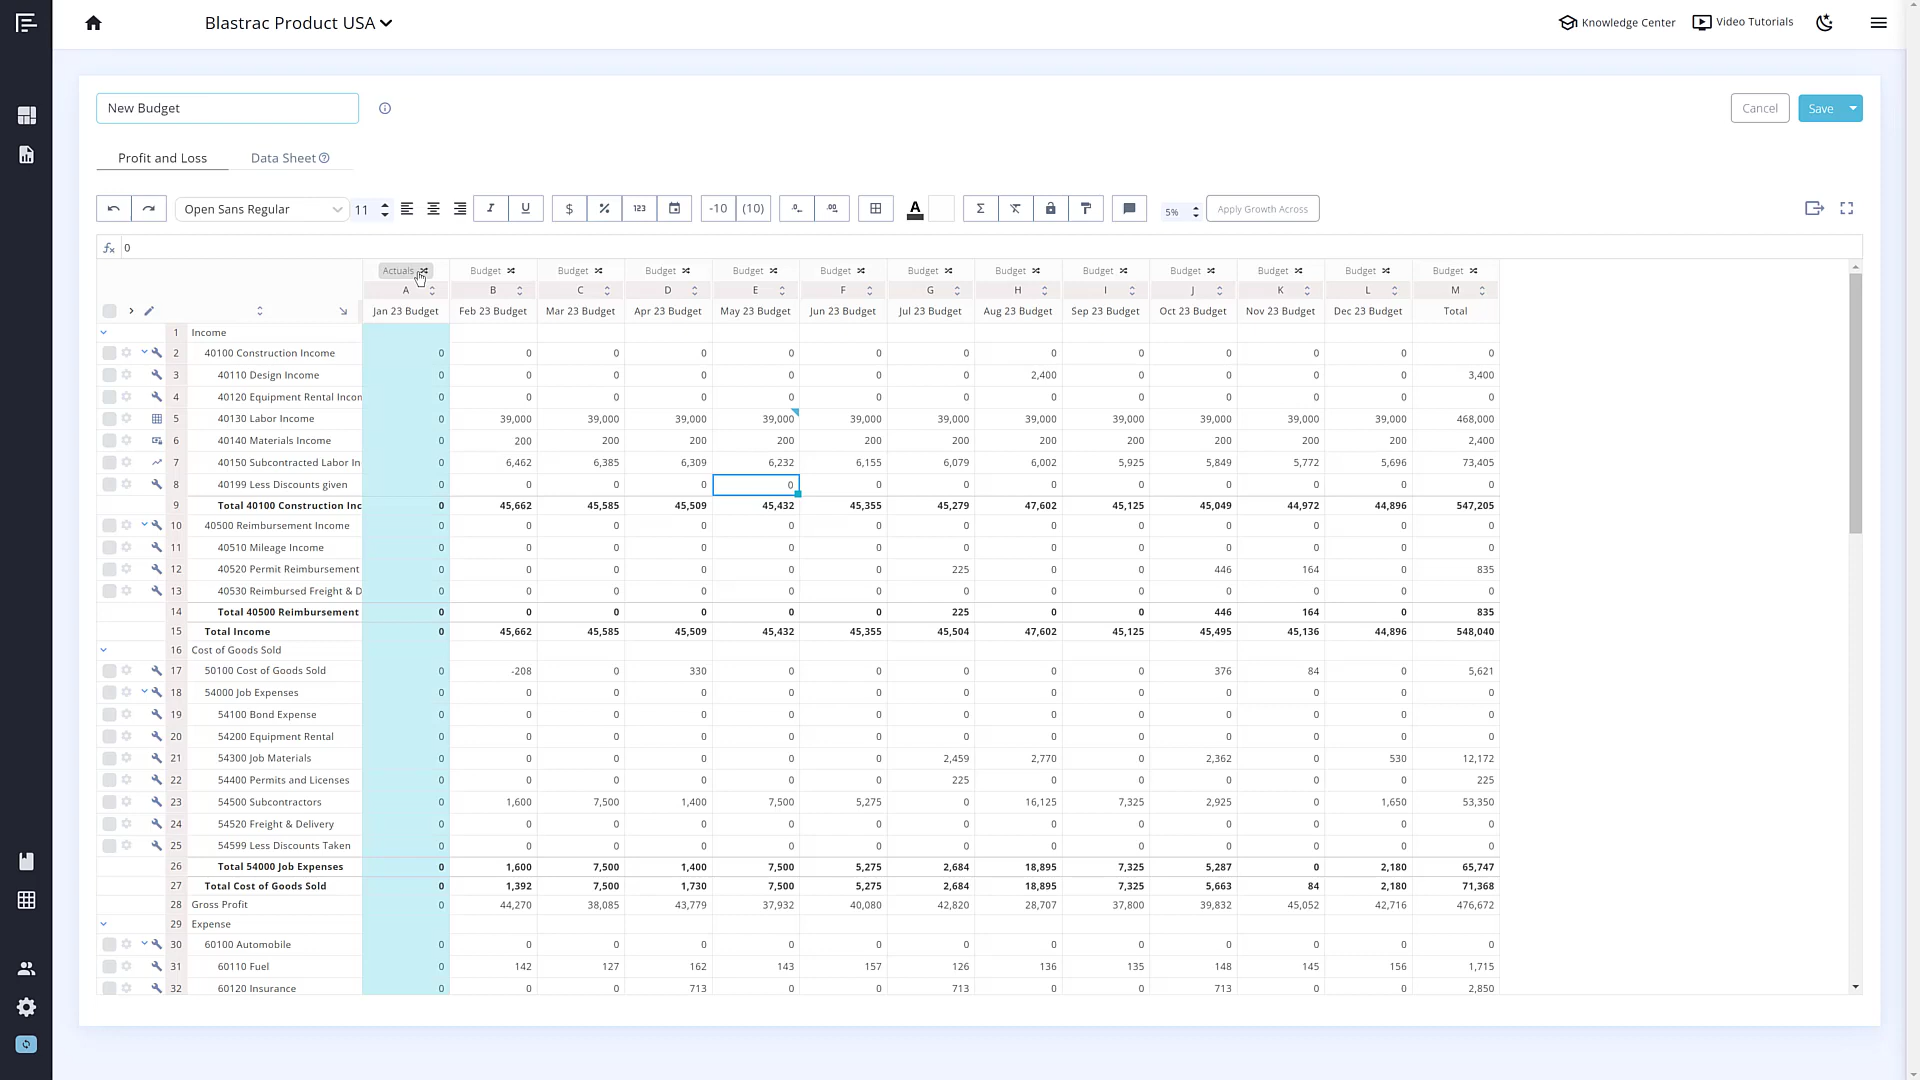 Blastrac Product USA
Knowledge Center
Video Tutorials
New Budget
Cancel
Save
Profit and Loss
Data Sheet
Open Sans Regular
11
I
U
$
%
123
-10
(10)
.0
.00
A
Σ
5%
Apply Growth Across
fx 0
Actuals Budget Budget Budget Budget Budget Budget Budget Budget Budget Budget Budget Budget
A B C D E F G H I J K L M
Jan 23 Budget Feb 23 Budget Mar 23 Budget Apr 23 Budget May 23 Budget Jun 23 Budget Jul 23 Budget Aug 23 Budget Sep 23 Budget Oct 23 Budget Nov 23 Budget Dec 23 Budget Total
1 Income
2 40100 Construction Income 0 0 0 0 0 0 0 0 0 0 0 0 0
3 40110 Design Income 0 0 0 0 0 0 0 2,400 0 0 0 0 3,400
4 40120 Equipment Rental Incon 0 0 0 0 0 0 0 0 0 0 0 0 0
5 40130 Labor Income 0 39,000 39,000 39,000 39,000 39,000 39,000 39,000 39,000 39,000 39,000 39,000 468,000
6 40140 Materials Income 0 200 200 200 200 200 200 200 200 200 200 200 2,400
7 40150 Subcontracted Labor In 0 6,462 6,385 6,309 6,232 6,155 6,079 6,002 5,925 5,849 5,772 5,696 73,405
8 40199 Less Discounts given 0 0 0 0 0 0 0 0 0 0 0 0 0
9 Total 40100 Construction Inc 0 45,662 45,585 45,509 45,432 45,355 45,279 47,602 45,125 45,049 44,972 44,896 547,205
10 40500 Reimbursement Income 0 0 0 0 0 0 0 0 0 0 0 0 0
11 40510 Mileage Income 0 0 0 0 0 0 0 0 0 0 0 0 0
12 40520 Permit Reimbursement 0 0 0 0 0 0 225 0 0 446 164 0 835
13 40530 Reimbursed Freight & D 0 0 0 0 0 0 0 0 0 0 0 0 0
14 Total 40500 Reimbursement 0 0 0 0 0 0 225 0 0 446 164 0 835
15 Total Income 0 45,662 45,585 45,509 45,432 45,355 45,504 47,602 45,125 45,495 45,136 44,896 548,040
16 Cost of Goods Sold
17 50100 Cost of Goods Sold 0 -208 0 330 0 0 0 0 0 376 84 0 5,621
18 54000 Job Expenses 0 0 0 0 0 0 0 0 0 0 0 0 0
19 54100 Bond Expense 0 0 0 0 0 0 0 0 0 0 0 0 0
20 54200 Equipment Rental 0 0 0 0 0 0 0 0 0 0 0 0 0
21 54300 Job Materials 0 0 0 0 0 0 2,459 2,770 0 2,362 0 530 12,172
22 54400 Permits and Licenses 0 0 0 0 0 0 225 0 0 0 0 0 225
23 54500 Subcontractors 0 1,600 7,500 1,400 7,500 5,275 0 16,125 7,325 2,925 0 1,650 53,350
24 54520 Freight & Delivery 0 0 0 0 0 0 0 0 0 0 0 0 0
25 54599 Less Discounts Taken 0 0 0 0 0 0 0 0 0 0 0 0 0
26 Total 54000 Job Expenses 0 1,600 7,500 1,400 7,500 5,275 2,684 18,895 7,325 5,287 0 2,180 65,747
27 Total Cost of Goods Sold 0 1,392 7,500 1,730 7,500 5,275 2,684 18,895 7,325 5,663 84 2,180 71,368
28 Gross Profit 0 44,270 38,085 43,779 37,932 40,080 42,820 28,707 37,800 39,832 45,052 42,716 476,672
29 Expense
30 60100 Automobile 0 0 0 0 0 0 0 0 0 0 0 0 0
31 60110 Fuel 0 142 127 162 143 157 126 136 135 148 145 156 1,715
32 60120 Insurance 0 0 0 713 0 0 713 0 0 713 0 0 2,850